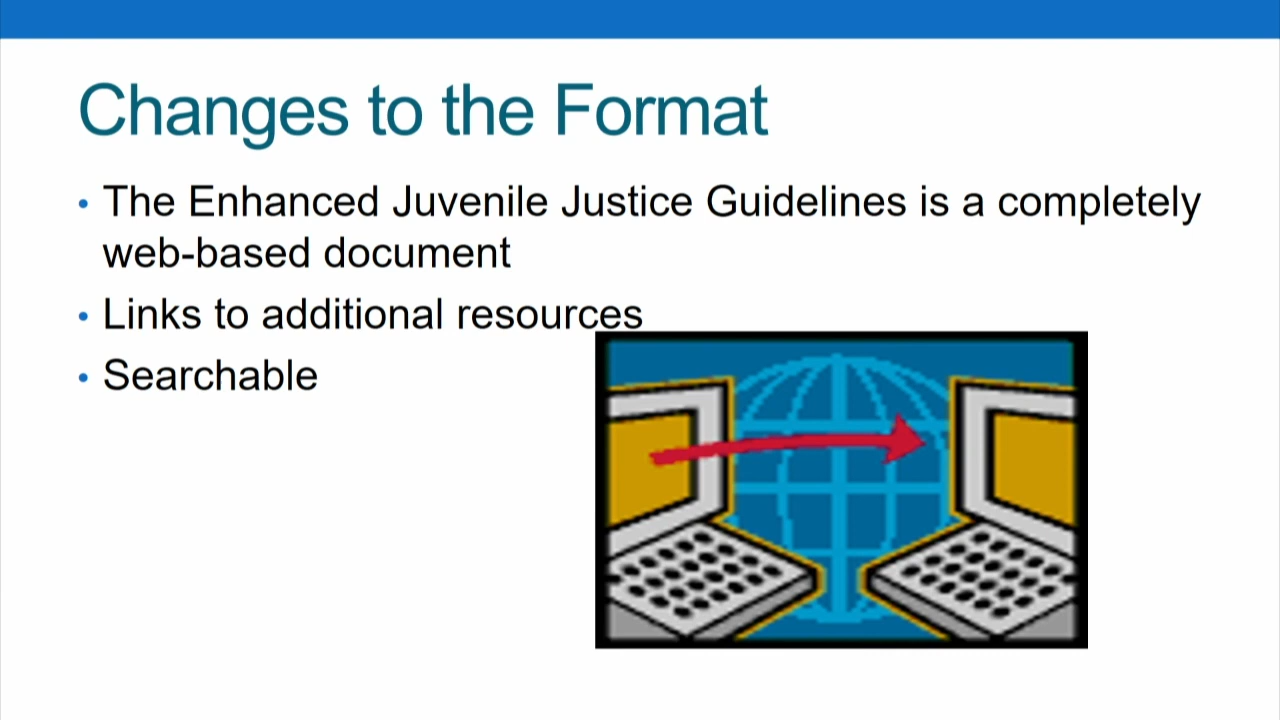 Changes to the Format
• The Enhanced Juvenile Justice Guidelines is a completely
web-based document
• Links to additional resources
• Searchable